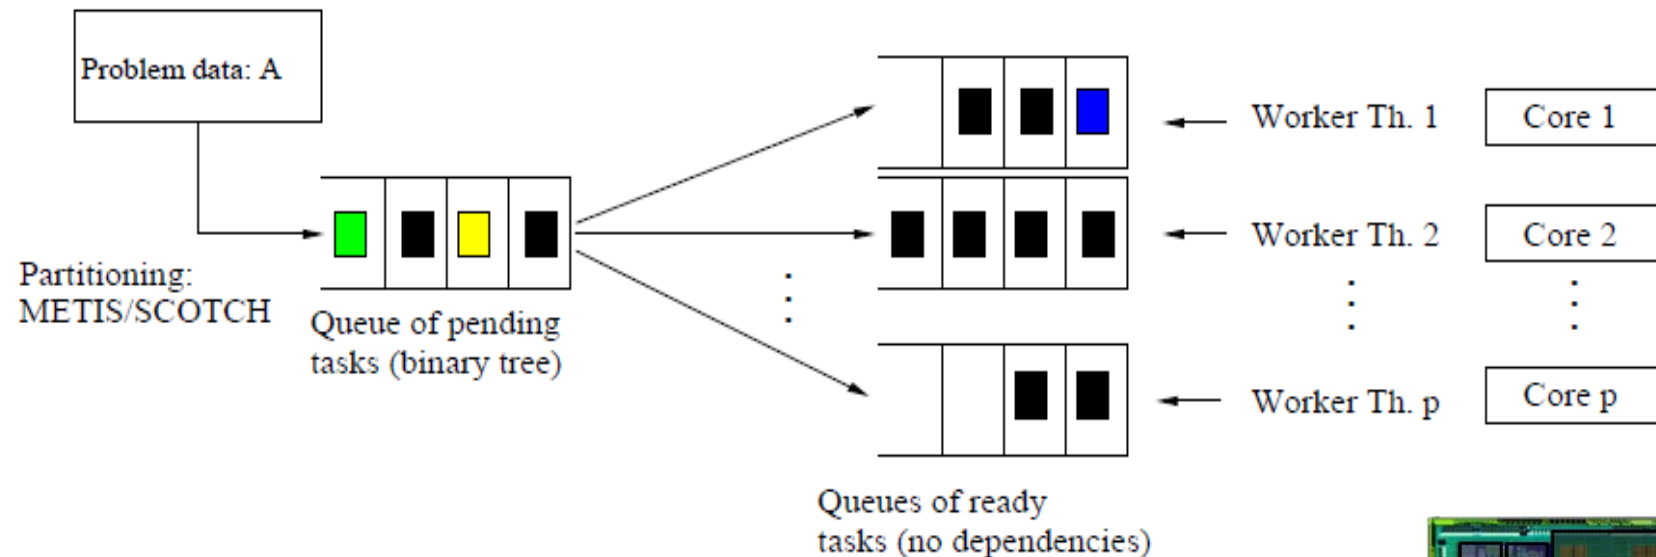 Problem data: A
Partitioning:
METIS/SCOTCH
Queue of pending
tasks (binary tree)
Worker Th. 1
Core 1
Worker Th. 2
Core 2
Worker Th. p
Core p
Queues of ready
tasks (no dependencies)